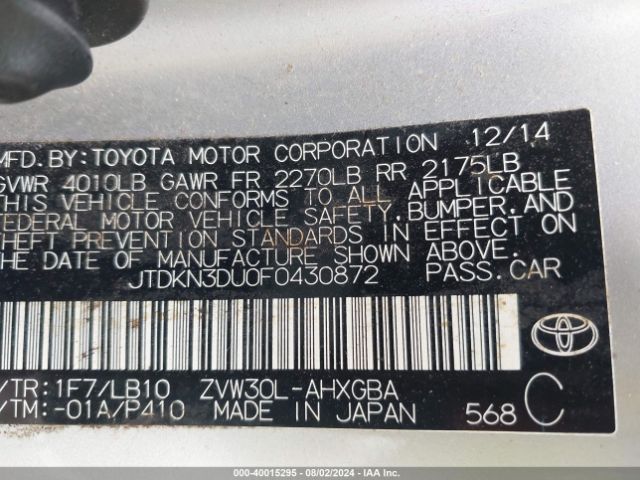 MFD. BY: TOYOTA MOTOR CORPORATION 12/14
GVWR 4010LB GAWR FR 2270LB RR 2175LB
THIS VEHICLE CONFORMS TO ALL APPLICABLE
FEDERAL MOTOR VEHICLE SAFETY, BUMPER, AND
THEFT PREVENTION STANDARDS IN EFFECT ON
THE DATE OF MANUFACTURE SHOWN ABOVE.
JTDKN3DU0F0430872 PASS. CAR
/TR: 1F7/LB10 ZVW30L-AHXGBA
/TM: -01A/P410 MADE IN JAPAN 568 C
TOYOTA
000-40015295 - 08/02/2024 - IAA Inc.